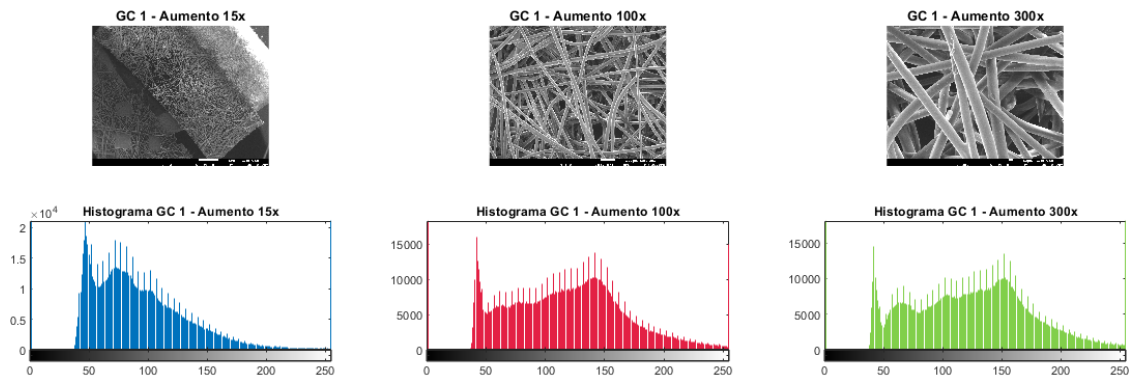 GC 1 - Aumento 15x
GC 1 - Aumento 100x
GC 1 - Aumento 300x
Histograma GC 1 - Aumento 15x
×10⁴
2
1.5
1
0.5
0
0 50 100 150 200 250
Histograma GC 1 - Aumento 100x
15000
10000
5000
0
0 50 100 150 200 250
Histograma GC 1 - Aumento 300x
15000
10000
5000
0
0 50 100 150 200 250